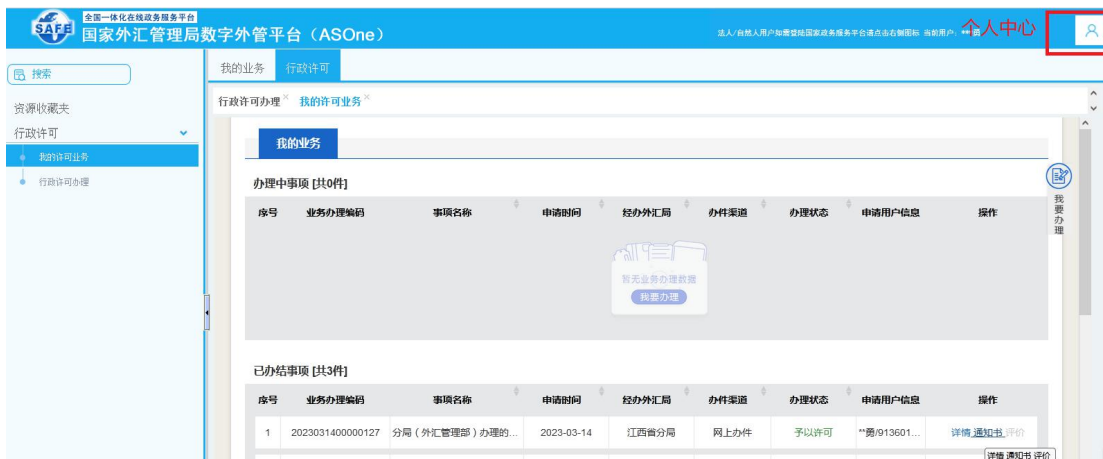 SAFE
全国一体化在线政务服务平台
国家外汇管理局数字外管平台（ASOne）
法人/自然人用户如需登陆国家政务服务平台请点击右侧图标 当前用户: **勇
个人中心
搜索
资源收藏夹
行政许可
我的许可业务
行政许可办理
我的业务 行政许可
行政许可办理 × 我的许可业务 ×
我的业务
办理中事项 [共0件]
序号 业务办理编码 事项名称 申请时间 经办外汇局 办件渠道 办理状态 申请用户信息 操作
暂无业务办理数据
我要办理
我要办理
已办结事项 [共3件]
序号 业务办理编码 事项名称 申请时间 经办外汇局 办件渠道 办理状态 申请用户信息 操作
1 2023031400000127 分局（外汇管理部）办理的... 2023-03-14 江西省分局 网上办件 予以许可 **勇/913601... 详情 通知书 评价
详情 通知书 评价